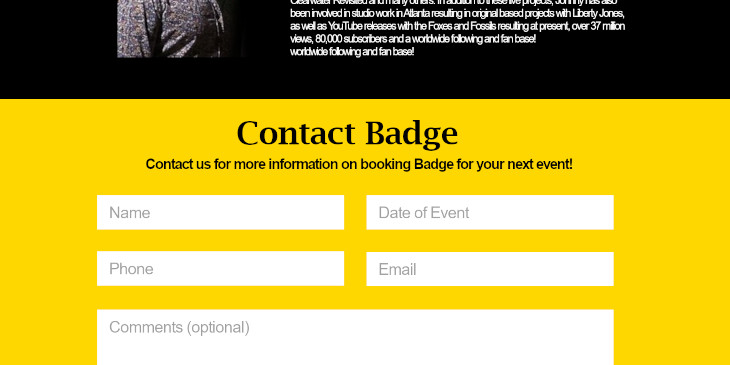 Clearwater Revisited and many others. In addition to these live projects, Johnny has also
been involved in studio work in Atlanta resulting in original based projects with Liberty Jones,
as well as YouTube releases with the Foxes and Fossils resulting at present, over 37 million
views, 80,000 subscribers and a worldwide following and fan base!
worldwide following and fan base!
Contact Badge
Contact us for more information on booking Badge for your next event!
Name
Date of Event
Phone
Email
Comments (optional)